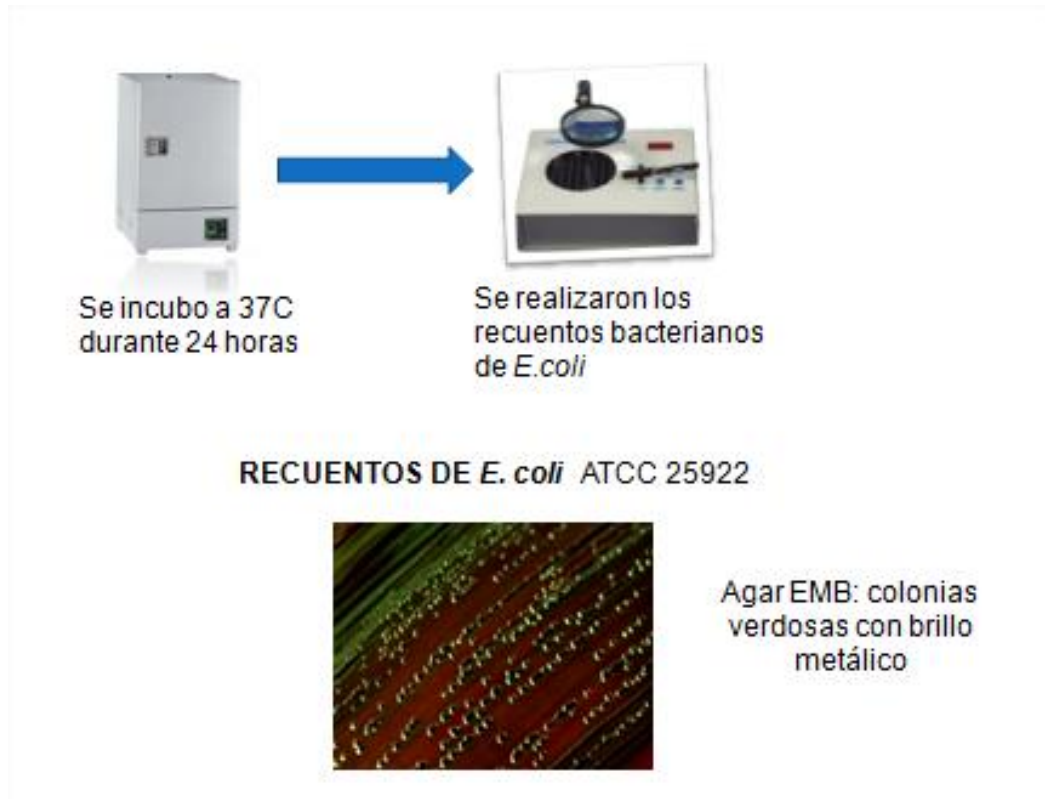 Se incubo a 37C
durante 24 horas
Se realizaron los
recuentos bacterianos
de E.coli
RECUENTOS DE E. coli ATCC 25922
Agar EMB: colonias
verdosas con brillo
metálico